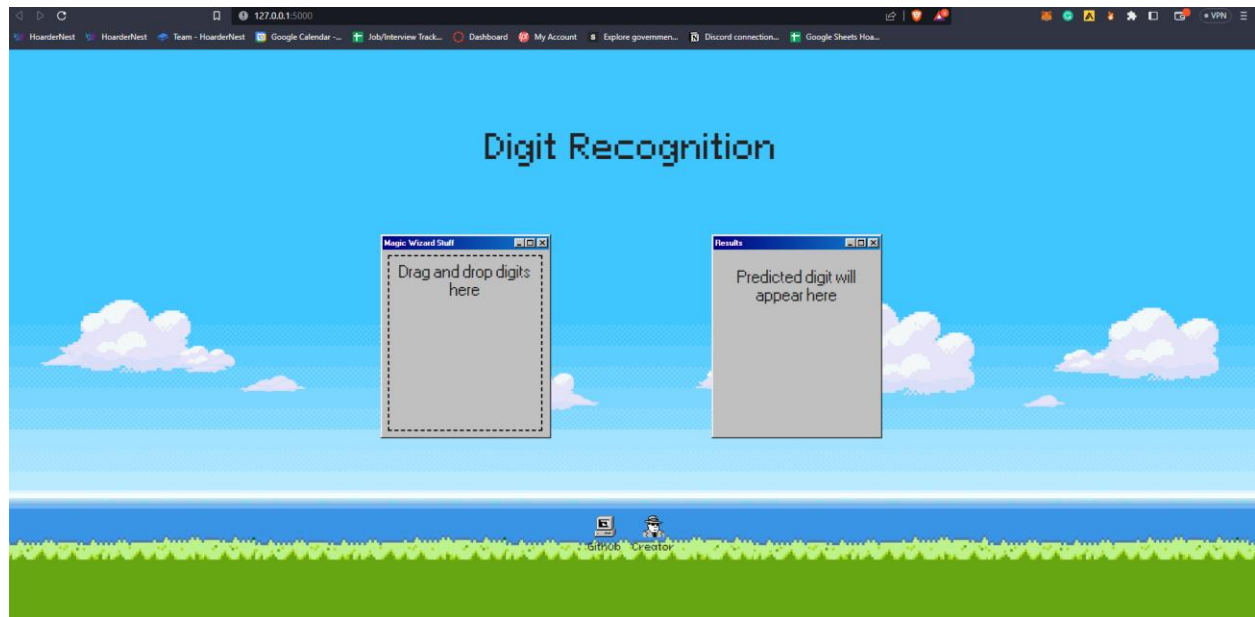 127.0.0.1:5000
VPN
HoarderNest
HoarderNest
Team - HoarderNest
Google Calendar -...
Job/Interview Track...
Dashboard
My Account
Explore governmen...
Discord connection...
Google Sheets Hoa...
Digit Recognition
Magic Wizard Stuff
Drag and drop digits
here
Results
Predicted digit will
appear here
Github
Creator